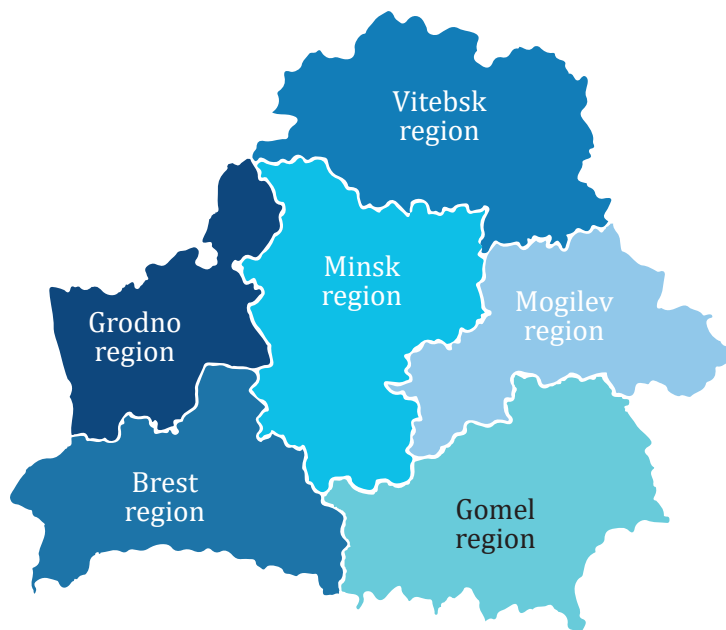 Vitebsk
region
Minsk
region
Mogilev
region
Grodno
region
Brest
region
Gomel
region